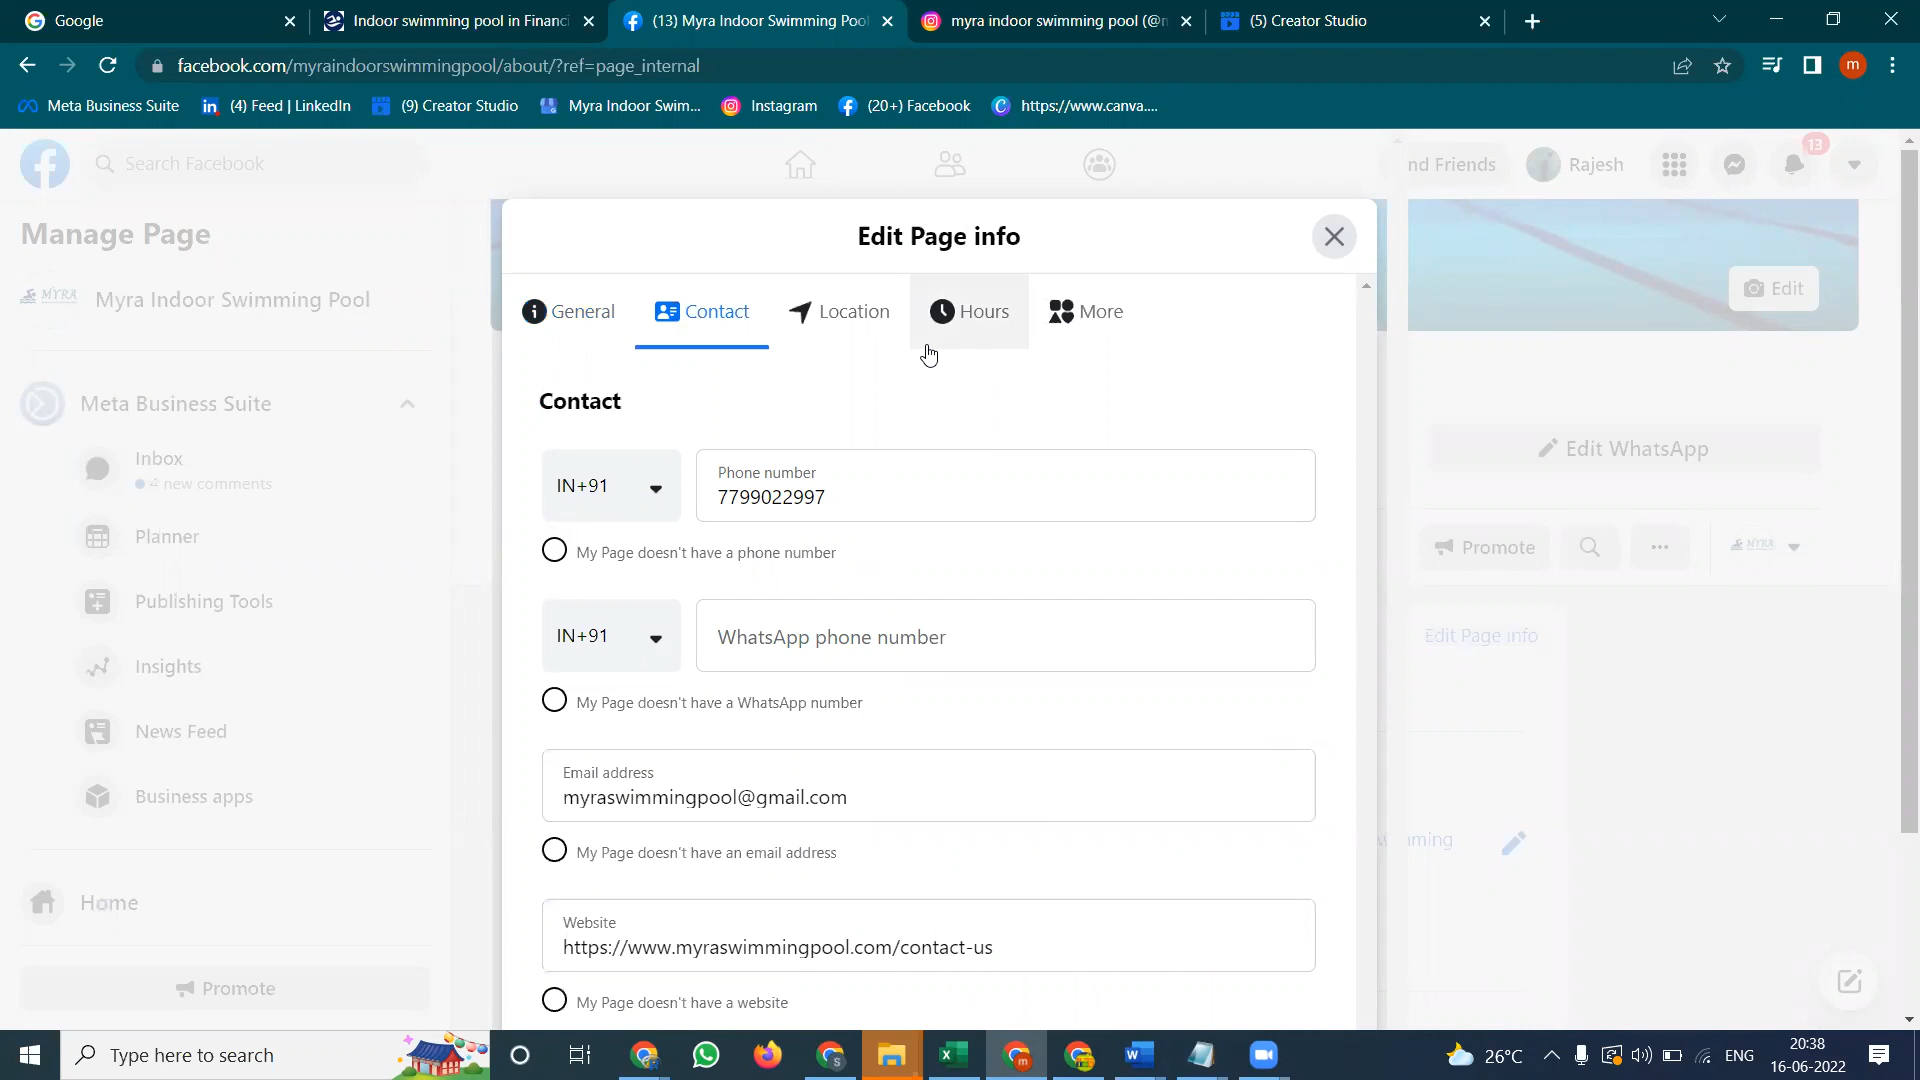 Google
Indoor swimming pool in Financi
(13) Myra Indoor Swimming Pool
myra indoor swimming pool (@m
(5) Creator Studio
facebook.com/myraindoorswimmingpool/about/?ref=page_internal
m
Meta Business Suite
(4) Feed | LinkedIn
(9) Creator Studio
Myra Indoor Swim...
Instagram
(20+) Facebook
https://www.canva....
Search Facebook
nd Friends
Rajesh
13
Manage Page
MYRA
Myra Indoor Swimming Pool
Meta Business Suite
Inbox
4 new comments
Planner
Publishing Tools
Insights
News Feed
Business apps
Home
Promote
Edit Page info
General
Contact
Location
Hours
More
Contact
IN+91
Phone number
7799022997
My Page doesn't have a phone number
IN+91
WhatsApp phone number
My Page doesn't have a WhatsApp number
Email address
myraswimmingpool@gmail.com
My Page doesn't have an email address
Website
https://www.myraswimmingpool.com/contact-us
My Page doesn't have a website
Edit
Edit WhatsApp
Promote
MYRA
Edit Page info
Type here to search
26°C
ENG
20:38
16-06-2022